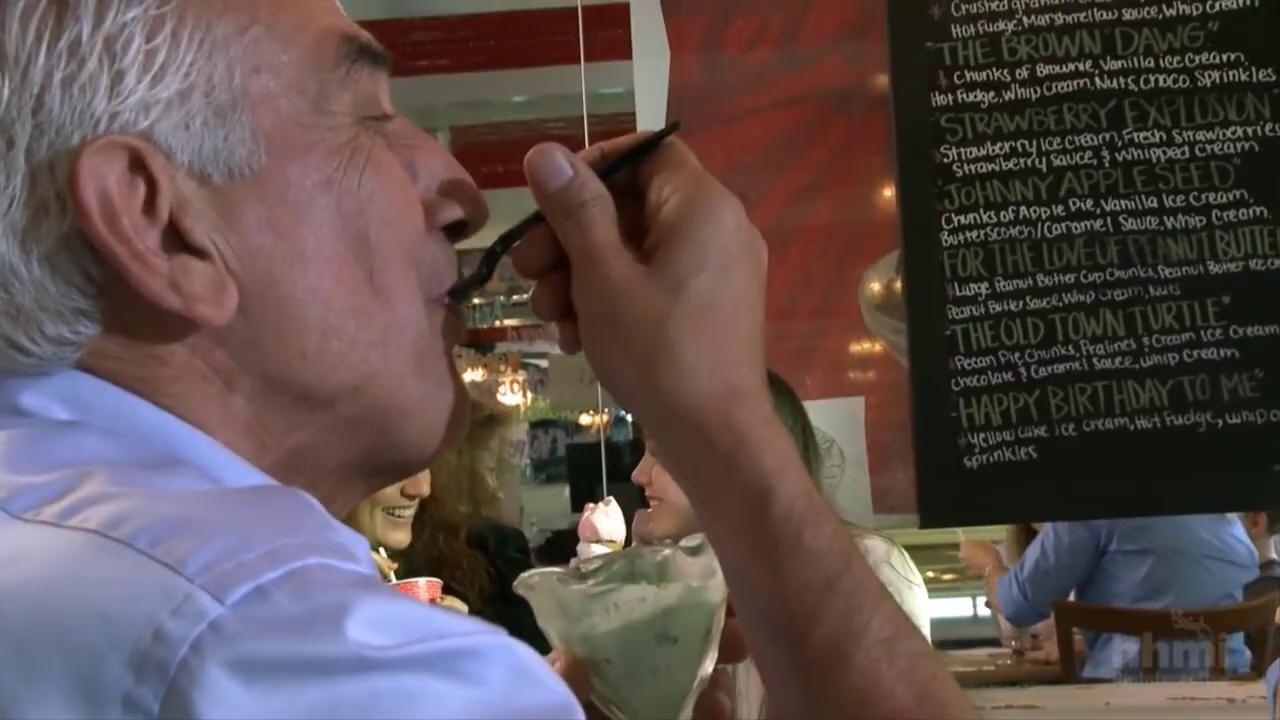 Crushed graham
Hot Fudge, Marshmellow sauce, Whip cream
"THE BROWN DAWG"
Chunks of Brownie, Vanilla ice cream,
Hot Fudge, Whip Cream, Nuts, Choco. Sprinkles
"STRAWBERRY EXPLOSION"
Strawberry Ice cream, Fresh Strawberries
Strawberry Sauce, & whipped cream
"JOHNNY APPLESEED"
Chunks of Apple Pie, Vanilla Ice Cream,
Butterscotch/Caramel Sauce, Whip Cream.
FOR THE LOVE OF PEANUT BUTTER
Large Peanut Butter Cup Chunks, Peanut Butter Ice
Peanut Butter Sauce, Whip Cream, Nuts
"THE OLD TOWN TURTLE"
Pecan Pie Chunks, Pralines & Cream Ice Cream
chocolate & Caramel Sauce, whip cream
"HAPPY BIRTHDAY TO ME"
yellow cake ice cream, Hot Fudge, whip
sprinkles
hhmi